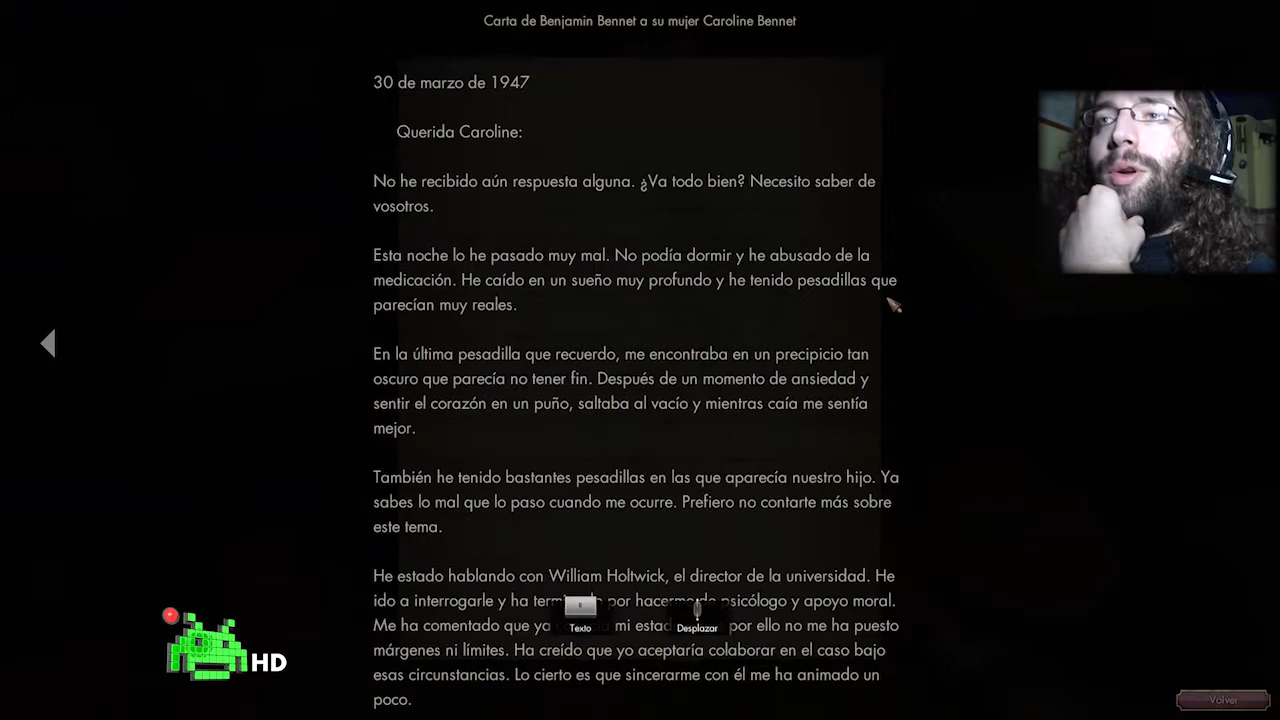 Carta de Benjamin Bennet a su mujer Caroline Bennet
30 de marzo de 1947
Querida Caroline:
No he recibido aún respuesta alguna. ¿Va todo bien? Necesito saber de
vosotros.
Esta noche lo he pasado muy mal. No podía dormir y he abusado de la
medicación. He caído en un sueño muy profundo y he tenido pesadillas que
parecían muy reales.
En la última pesadilla que recuerdo, me encontraba en un precipicio tan
oscuro que parecía no tener fin. Después de un momento de ansiedad y
sentir el corazón en un puño, saltaba al vacío y mientras caía me sentía
mejor.
También he tenido bastantes pesadillas en las que aparecía nuestro hijo. Ya
sabes lo mal que lo paso cuando me ocurre. Prefiero no contarte más sobre
este tema.
He estado hablando con William Holtwick, el director de la universidad. He
ido a interrogarle y ha por de psicólogo y apoyo moral.
Me ha comentado que ya mi por ello no me ha puesto
márgenes ni límites. Ha creído que yo aceptaría colaborar en el caso bajo
esas circunstancias. Lo cierto es que sincerarme con él me ha animado un
poco.
R
Texto
Desplazar
HD
Volver